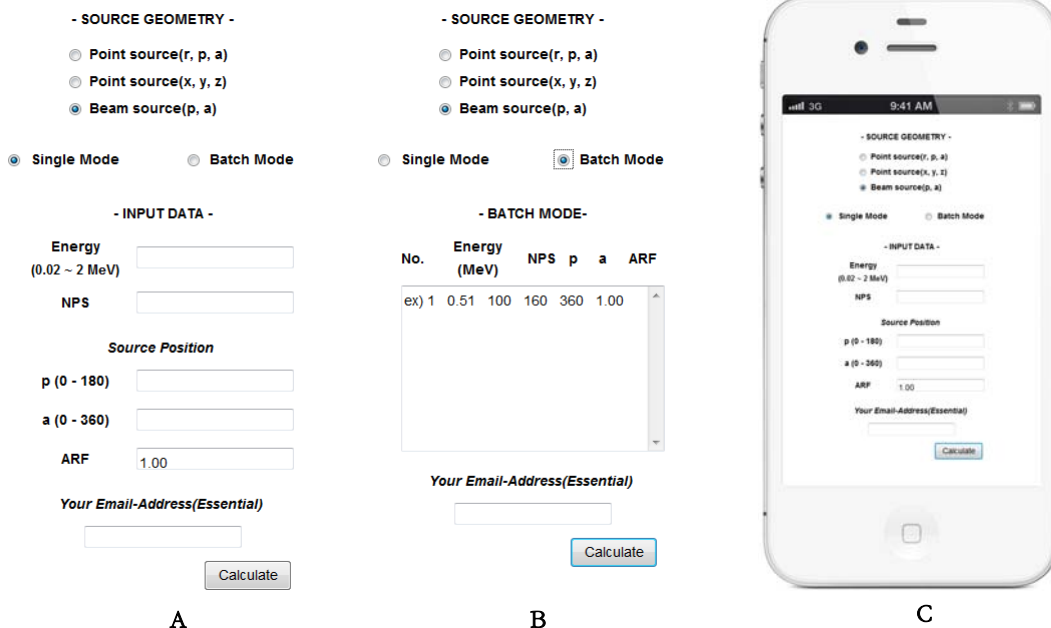 - SOURCE GEOMETRY -
Point source(r, p, a)
Point source(x, y, z)
Beam source(p, a)
Single Mode Batch Mode
- INPUT DATA -
Energy
(0.02 ~ 2 MeV)
NPS
Source Position
p (0 - 180)
a (0 - 360)
ARF 1.00
Your Email-Address(Essential)
Calculate
A
- SOURCE GEOMETRY -
Point source(r, p, a)
Point source(x, y, z)
Beam source(p, a)
Single Mode Batch Mode
- BATCH MODE-
No. Energy (MeV) NPS p a ARF
ex) 1 0.51 100 160 360 1.00
Your Email-Address(Essential)
Calculate
B
3G 9:41 AM
- SOURCE GEOMETRY -
Point source(r, p, a)
Point source(x, y, z)
Beam source(p, a)
Single Mode Batch Mode
- INPUT DATA -
Energy
(0.02 ~ 2 MeV)
NPS
Source Position
p (0 - 180)
a (0 - 360)
ARF 1.00
Your Email-Address(Essential)
Calculate
C